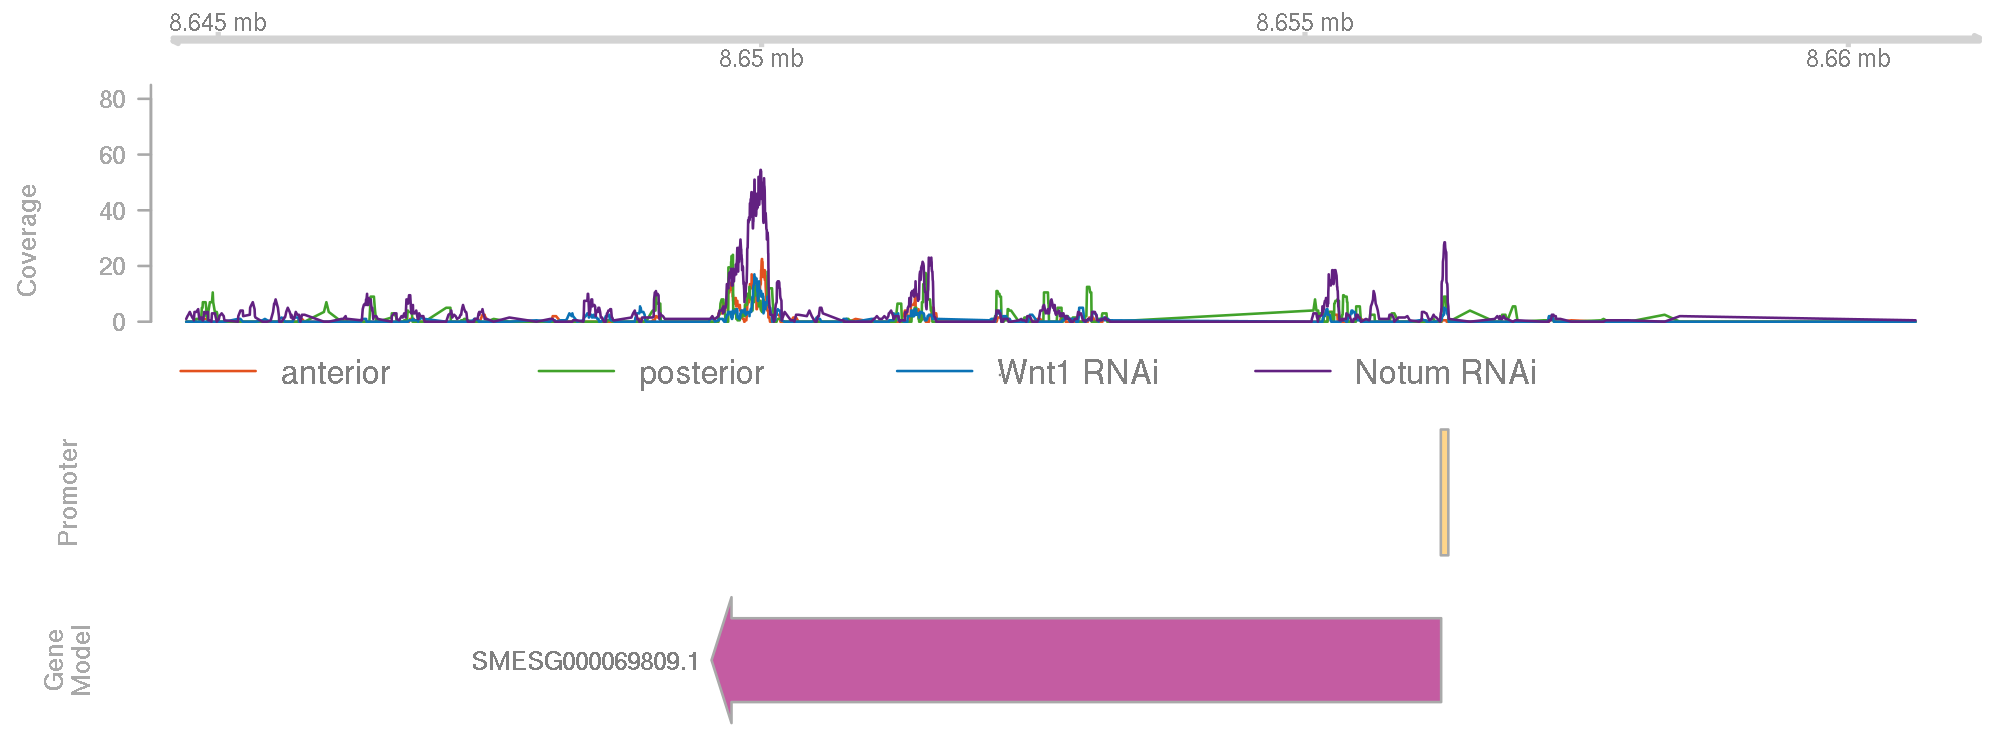 8.645 mb
8.655 mb
8.65 mb
8.66 mb
Coverage
80
60
40
20
0
anterior
posterior
Wnt1 RNAi
Notum RNAi
Promoter
Gene
Model
SMESG000069809.1